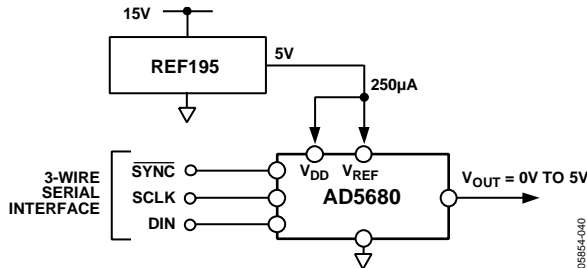 15V
REF195
5V
250µA
3-WIRE
SERIAL
INTERFACE
SYNC
SCLK
DIN
VDD
VREF
AD5680
VOUT = 0V TO 5V
05854-040